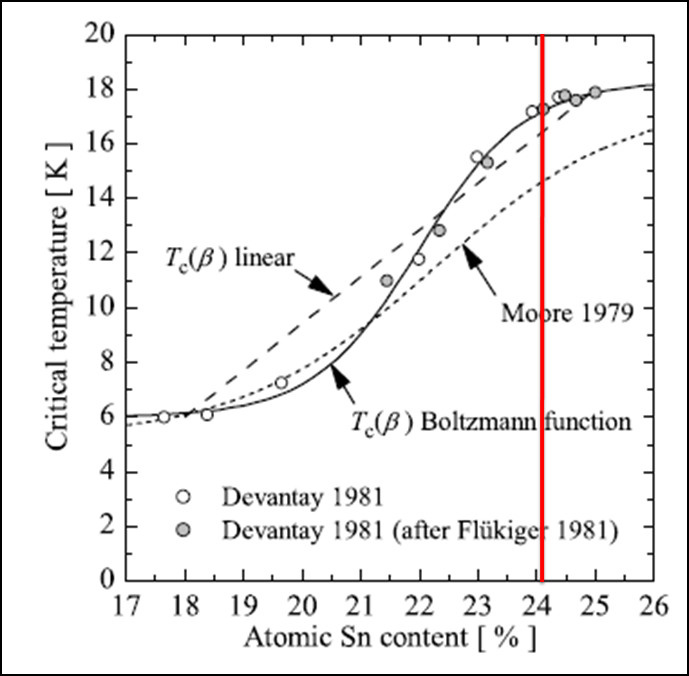 20
18
16
14
12
10
8
6
4
2
0
Critical temperature [ K ]
T_c(β) linear
Moore 1979
T_c(β) Boltzmann function
Devantay 1981
Devantay 1981 (after Flükiger 1981)
17 18 19 20 21 22 23 24 25 26
Atomic Sn content [ % ]